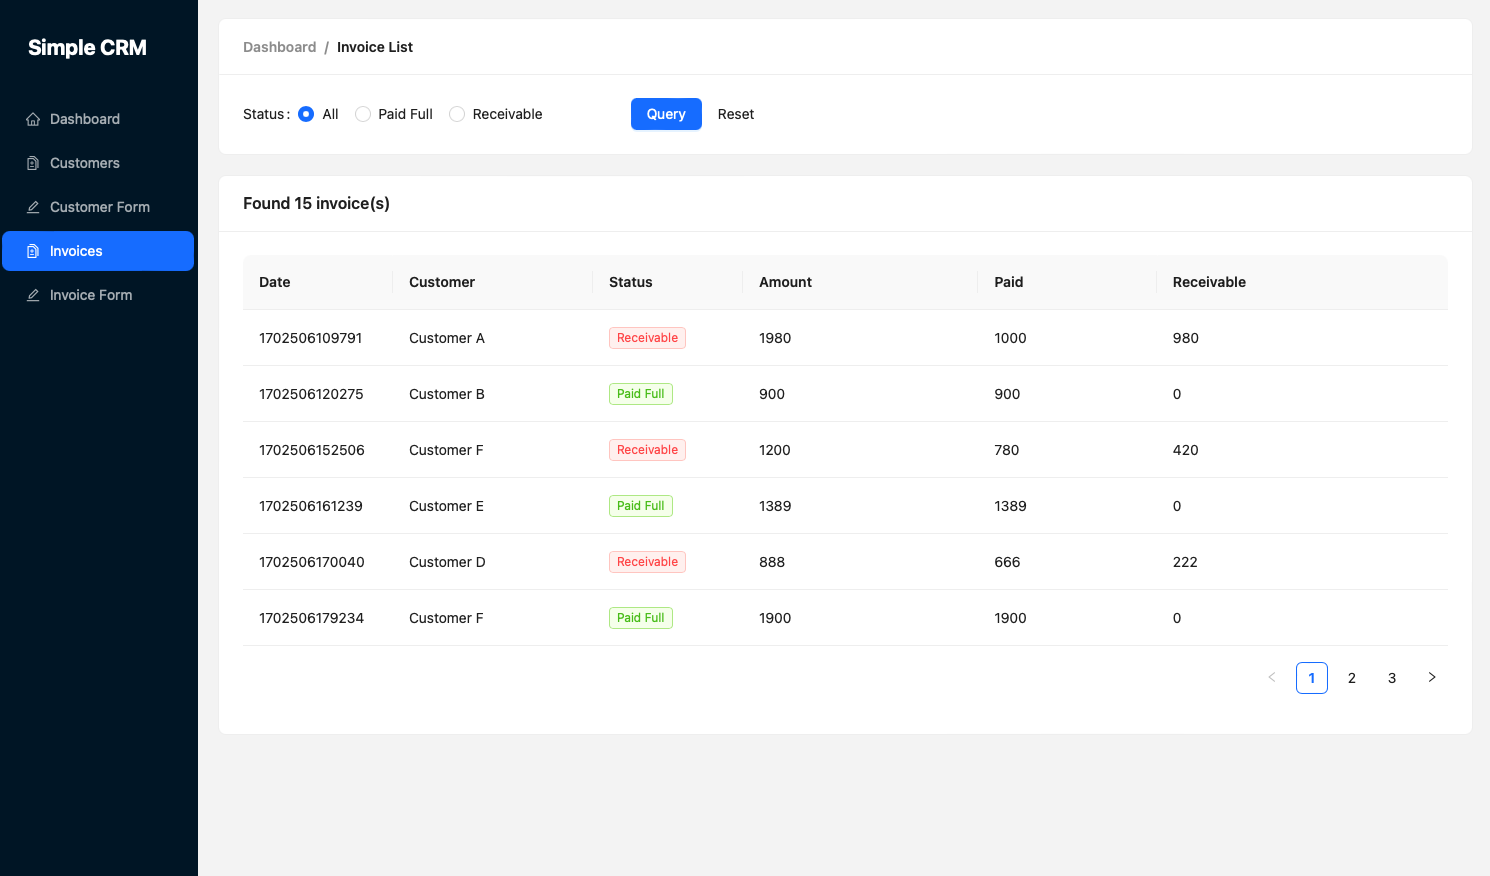 Simple CRM
Dashboard
Customers
Customer Form
Invoices
Invoice Form
Dashboard / Invoice List
Status : All Paid Full Receivable Query Reset
Found 15 invoice(s)
Date Customer Status Amount Paid Receivable
1702506109791 Customer A Receivable 1980 1000 980
1702506120275 Customer B Paid Full 900 900 0
1702506152506 Customer F Receivable 1200 780 420
1702506161239 Customer E Paid Full 1389 1389 0
1702506170040 Customer D Receivable 888 666 222
1702506179234 Customer F Paid Full 1900 1900 0
< 1 2 3 >